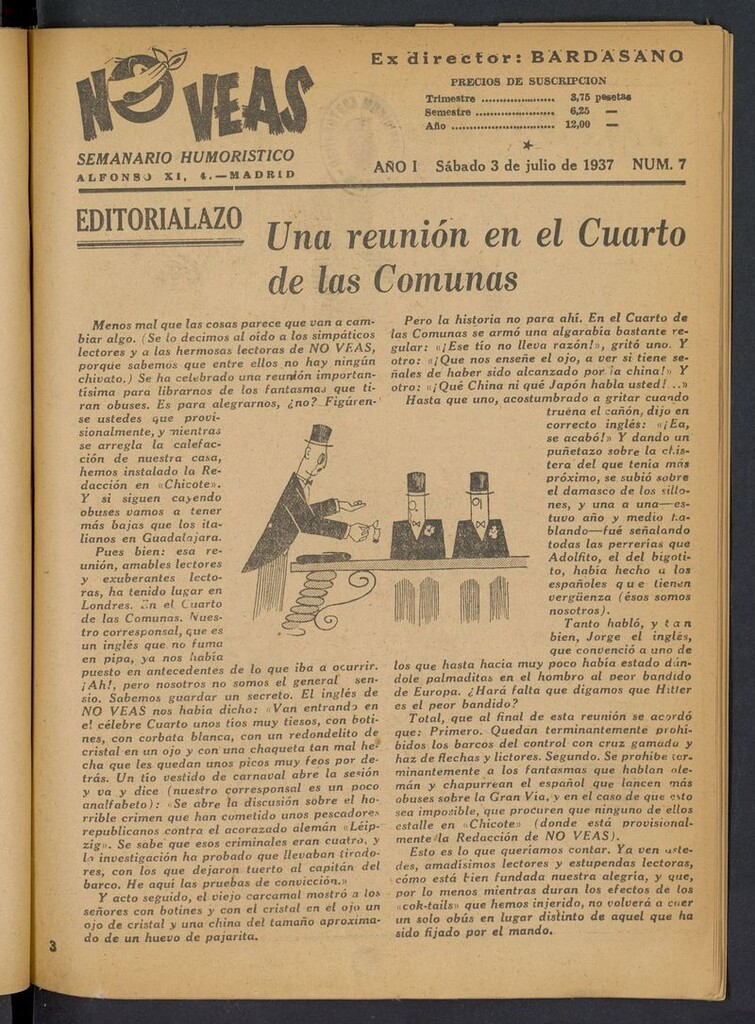 NO VEAS
SEMANARIO HUMORISTICO
ALFONSO XI, 4.—MADRID
Ex director: BARDASANO
PRECIOS DE SUSCRIPCION
Trimestre ..................... 3,75 pesetas
Semestre ..................... 6,25 —
Año ............................ 12,00 —
AÑO I Sábado 3 de julio de 1937 NUM. 7
EDITORIALAZO
Una reunión en el Cuarto
de las Comunas
Menos mal que las cosas parece que van a cam-
biar algo. (Se lo decimos al oído a los simpáticos
lectores y a las hermosas lectoras de NO VEAS,
porque sabemos que entre ellos no hay ningún
chivato.) Se ha celebrado una reunión importan-
tísima para librarnos de los fantasmas que ti-
ran obuses. Es para alegrarnos, ¿no? Figúren-
se ustedes que provi-
sionalmente, y mientras
se arregla la calefac-
ción de nuestra casa,
hemos instalado la Re-
dacción en «Chicote».
Y si siguen cayendo
obuses vamos a tener
más bajas que los ita-
lianos en Guadalajara.
Pues bien: esa re-
unión, amables lectores
y exuberantes lecto-
ras, ha tenido lugar en
Londres. En el Cuarto
de las Comunas. Nues-
tro corresponsal, que es
un inglés que no fuma
en pipa, ya nos había
puesto en antecedentes de lo que iba a ocurrir.
¡Ah!, pero nosotros no somos el general sen-
sio. Sabemos guardar un secreto. El inglés de
NO VEAS nos había dicho: «Van entrando en
el célebre Cuarto unos tíos muy tiesos, con boti-
nes, con corbata blanca, con un redondelito de
cristal en un ojo y con una chaqueta tan mal he-
cha que les quedan unos picos muy feos por de-
trás. Un tío vestido de carnaval abre la sesión
y va y dice (nuestro corresponsal es un poco
analfabeto): «Se abre la discusión sobre el ho-
rrible crimen que han cometido unos pescadores
republicanos contra el acorazado alemán «Léip-
zig». Se sabe que esos criminales eran cuatro, y
la investigación ha probado que llevaban tirado-
res, con los que dejaron tuerto al capitán del
barco. He aquí las pruebas de convicción.»
Y acto seguido, el viejo carcamal mostró a los
señores con botines y con el cristal en el ojo un
ojo de cristal y una china del tamaño aproxima-
do de un huevo de pajarita.
Pero la historia no para ahí. En el Cuarto de
las Comunas se armó una algarabía bastante re-
gular: «¡Ese tío no lleva razón!», gritó uno. Y
otro: «¡Que nos enseñe el ojo, a ver si tiene se-
ñales de haber sido alcanzado por la china!» Y
otro: «¡Qué China ni qué Japón habla usted!...»
Hasta que uno, acostumbrado a gritar cuando
truena el cañón, dijo en
correcto inglés: «¡Ea,
se acabó!» Y dando un
puñetazo sobre la chis-
tera del que tenía más
próximo, se subió sobre
el damasco de los sillo-
nes, y una a una—es-
tuvo año y medio ha-
blando—fué señalando
todas las perrerías que
Adolfito, el del bigoti-
to, había hecho a los
españoles que tienen
vergüenza (ésos somos
nosotros).
Tanto habló, y tan
bien, Jorge el inglés,
que convenció a uno de
los que hasta hacía muy poco había estado dán-
dole palmaditas en el hombro al peor bandido
de Europa. ¿Hará falta que digamos que Hitler
es el peor bandido?
Total, que al final de esta reunión se acordó
que: Primero. Quedan terminantemente prohi-
bidos los barcos del control con cruz gamada y
haz de flechas y lictores. Segundo. Se prohibe ter-
minantemente a los fantasmas que hablan ale-
mán y chapurrean el español que lancen más
obuses sobre la Gran Vía, y en el caso de que esto
sea imposible, que procuren que ninguno de ellos
estalle en «Chicote» (donde está provisional-
mente la Redacción de NO VEAS).
Esto es lo que queríamos contar. Ya ven uste-
des, amadísimos lectores y estupendas lectoras,
cómo está bien fundada nuestra alegría, y que,
por lo menos mientras duran los efectos de los
«cok-tails» que hemos injerido, no volverá a caer
un solo obús en lugar distinto de aquel que ha
sido fijado por el mando.
3